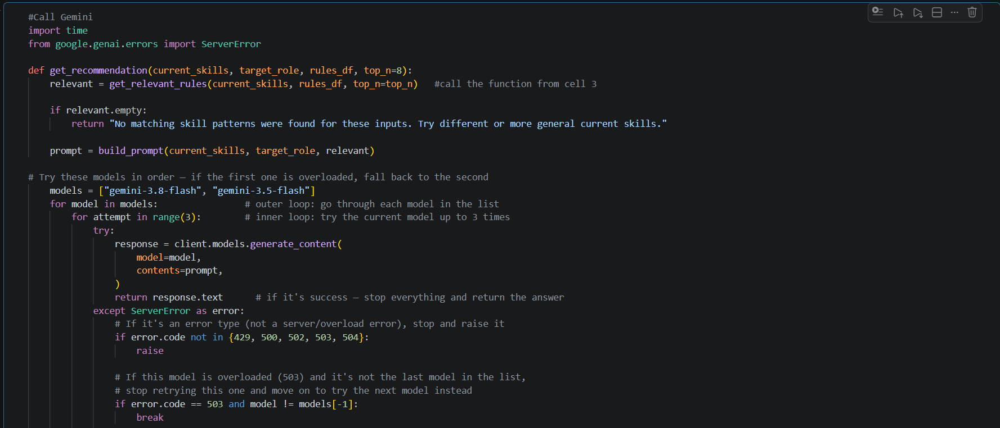 #Call Gemini
import time
from google.genai.errors import ServerError
def get_recommendation(current_skills, target_role, rules_df, top_n=8):
relevant = get_relevant_rules(current_skills, rules_df, top_n=top_n)   #call the function from cell 3
if relevant.empty:
return "No matching skill patterns were found for these inputs. Try different or more general current skills."
prompt = build_prompt(current_skills, target_role, relevant)
# Try these models in order — if the first one is overloaded, fall back to the second
models = ["gemini-3.8-flash", "gemini-3.5-flash"]
for model in models:                # outer loop: go through each model in the list
for attempt in range(3):        # inner loop: try the current model up to 3 times
try:
response = client.models.generate_content(
model=model,
contents=prompt,
)
return response.text      # if it's success — stop everything and return the answer
except ServerError as error:
# If it's an error type (not a server/overload error), stop and raise it
if error.code not in {429, 500, 502, 503, 504}:
raise
# If this model is overloaded (503) and it's not the last model in the list,
# stop retrying this one and move on to try the next model instead
if error.code == 503 and model != models[-1]:
break